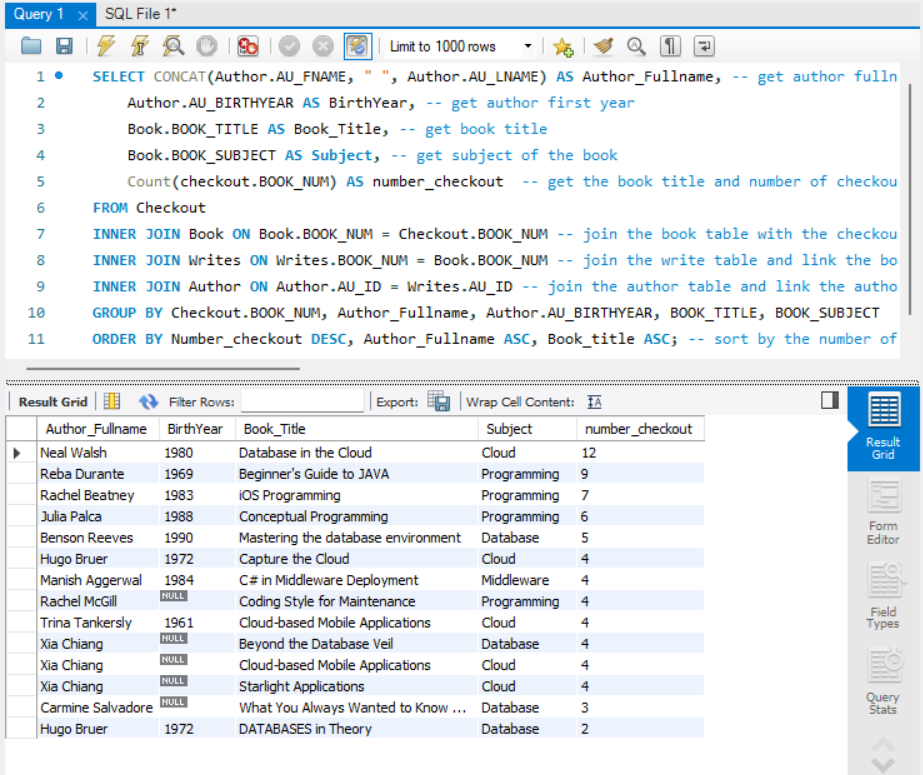 Query 1
SQL File 1*
Limit to 1000 rows
1 SELECT CONCAT(Author.AU_FNAME, " ", Author.AU_LNAME) AS Author_Fullname, -- get author fulln
2 Author.AU_BIRTHYEAR AS BirthYear, -- get author first year
3 Book.BOOK_TITLE AS Book_Title, -- get book title
4 Book.BOOK_SUBJECT AS Subject, -- get subject of the book
5 Count(checkout.BOOK_NUM) AS number_checkout -- get the book title and number of checkou
6 FROM Checkout
7 INNER JOIN Book ON Book.BOOK_NUM = Checkout.BOOK_NUM -- join the book table with the checkou
8 INNER JOIN Writes ON Writes.BOOK_NUM = Book.BOOK_NUM -- join the write table and link the bo
9 INNER JOIN Author ON Author.AU_ID = Writes.AU_ID -- join the author table and link the autho
10 GROUP BY Checkout.BOOK_NUM, Author_Fullname, Author.AU_BIRTHYEAR, BOOK_TITLE, BOOK_SUBJECT
11 ORDER BY Number_checkout DESC, Author_Fullname ASC, Book_title ASC; -- sort by the number of
Result Grid Filter Rows: Export: Wrap Cell Content:
Author_Fullname BirthYear Book_Title Subject number_checkout
Neal Walsh 1980 Database in the Cloud Cloud 12
Reba Durante 1969 Beginner's Guide to JAVA Programming 9
Rachel Beatney 1983 iOS Programming Programming 7
Julia Palca 1988 Conceptual Programming Programming 6
Benson Reeves 1990 Mastering the database environment Database 5
Hugo Bruer 1972 Capture the Cloud Cloud 4
Manish Aggerwal 1984 C# in Middleware Deployment Middleware 4
Rachel McGill NULL Coding Style for Maintenance Programming 4
Trina Tankersly 1961 Cloud-based Mobile Applications Cloud 4
Xia Chiang NULL Beyond the Database Veil Database 4
Xia Chiang NULL Cloud-based Mobile Applications Cloud 4
Xia Chiang NULL Starlight Applications Cloud 4
Carmine Salvadore NULL What You Always Wanted to Know ... Database 3
Hugo Bruer 1972 DATABASES in Theory Database 2
Result
Grid
Form
Editor
Field
Types
Query
Stats